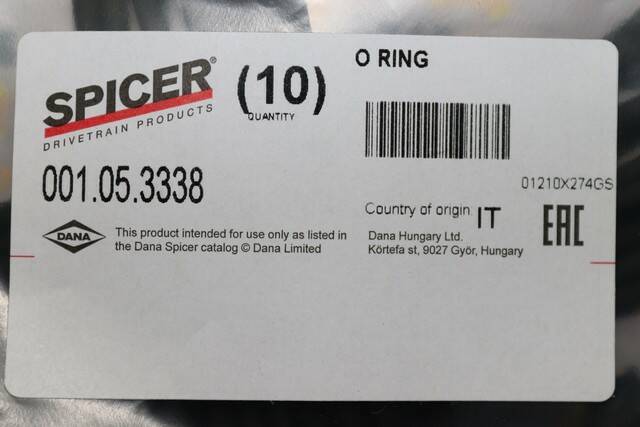 SPICER®
DRIVETRAIN PRODUCTS
(10)
QUANTITY
O RING
001.05.3338
01210X274GS
DANA
This product intended for use only as listed in
the Dana Spicer catalog © Dana Limited
Country of origin IT
Dana Hungary Ltd.
Körtefa st, 9027 Győr, Hungary
EAC